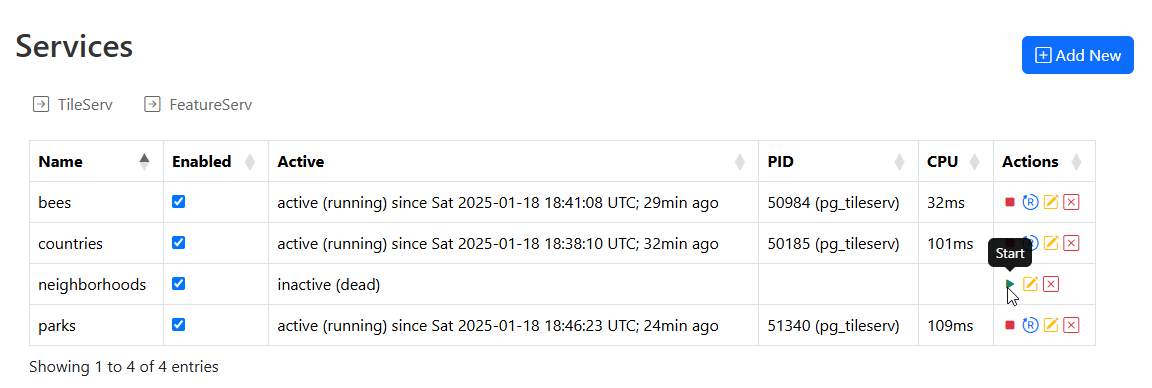 Services
Add New
TileServ FeatureServ
Name Enabled Active PID CPU Actions
bees active (running) since Sat 2025-01-18 18:41:08 UTC; 29min ago 50984 (pg_tileserv) 32ms R
countries active (running) since Sat 2025-01-18 18:38:10 UTC; 32min ago 50185 (pg_tileserv) 101ms
Start
neighborhoods inactive (dead)
parks active (running) since Sat 2025-01-18 18:46:23 UTC; 24min ago 51340 (pg_tileserv) 109ms R
Showing 1 to 4 of 4 entries